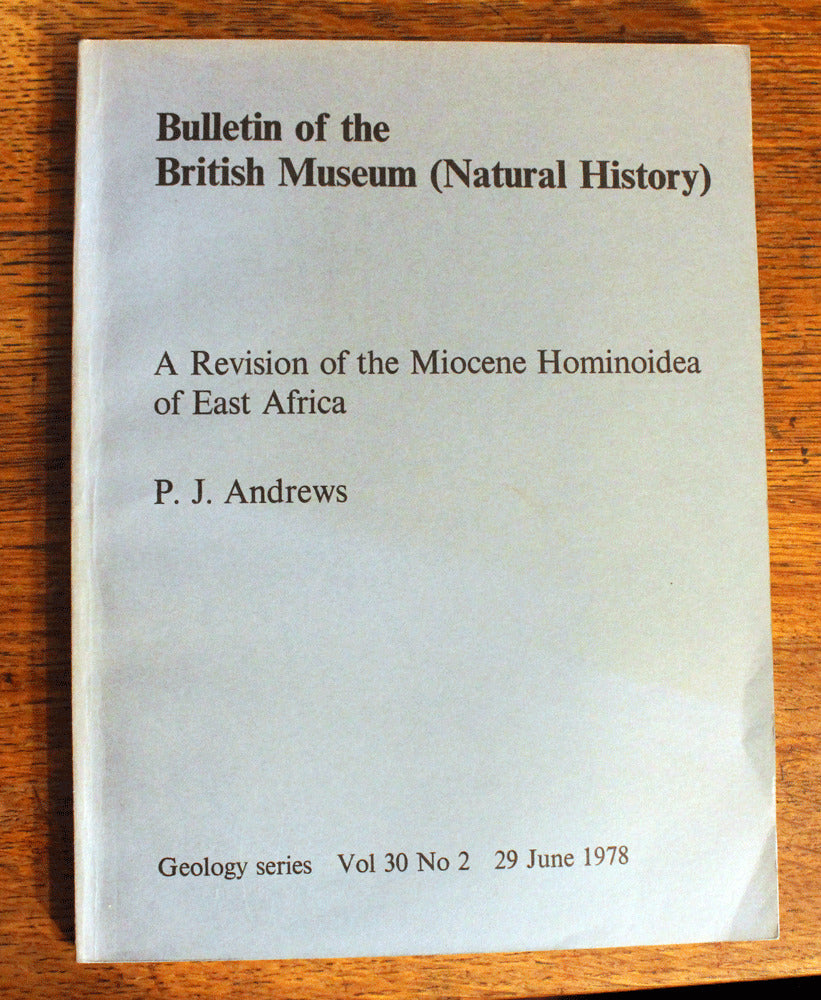 Bulletin of the
British Museum (Natural History)
A Revision of the Miocene Hominoidea
of East Africa
P. J. Andrews
Geology series Vol 30 No 2 29 June 1978